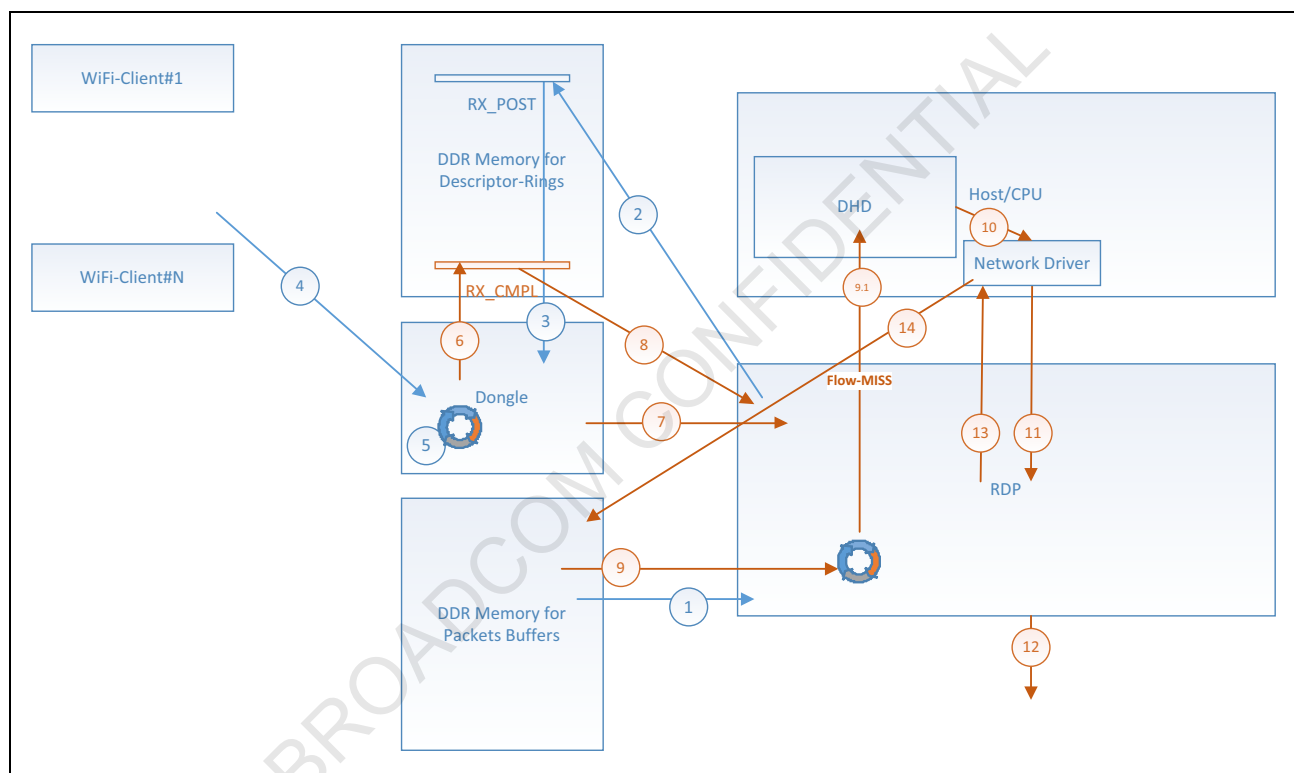 WiFi-Client#1
WiFi-Client#N
4
RX_POST
DDR Memory for
Descriptor-Rings
RX_CMPL
6
3
2
8
Dongle
5
7
DDR Memory for
Packets Buffers
9
1
DHD
Host/CPU
10
Network Driver
9.1
14
Flow-MISS
13
11
RDP
12
BROADCOM CONFIDENTIAL